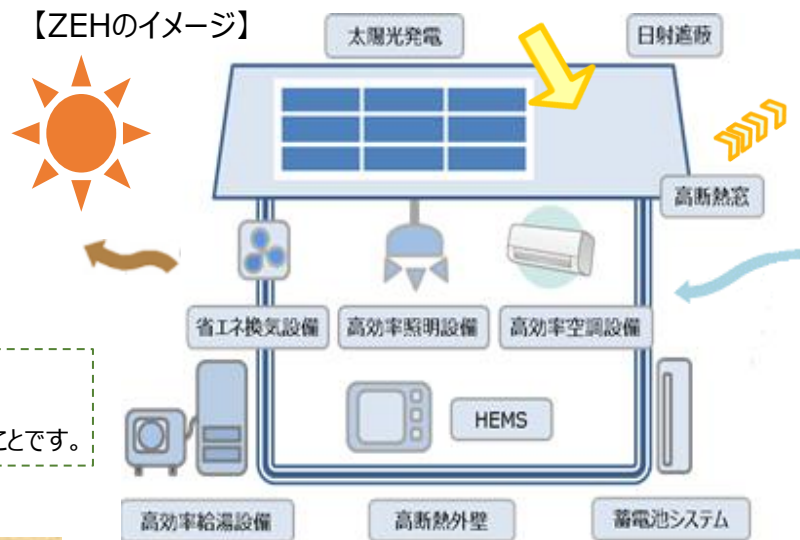 【ZEHのイメージ】
太陽光発電
日射遮蔽
高断熱窓
省エネ換気設備
高効率照明設備
高効率空調設備
ことです。
HEMS
高効率給湯設備
高断熱外壁
蓄電池システム